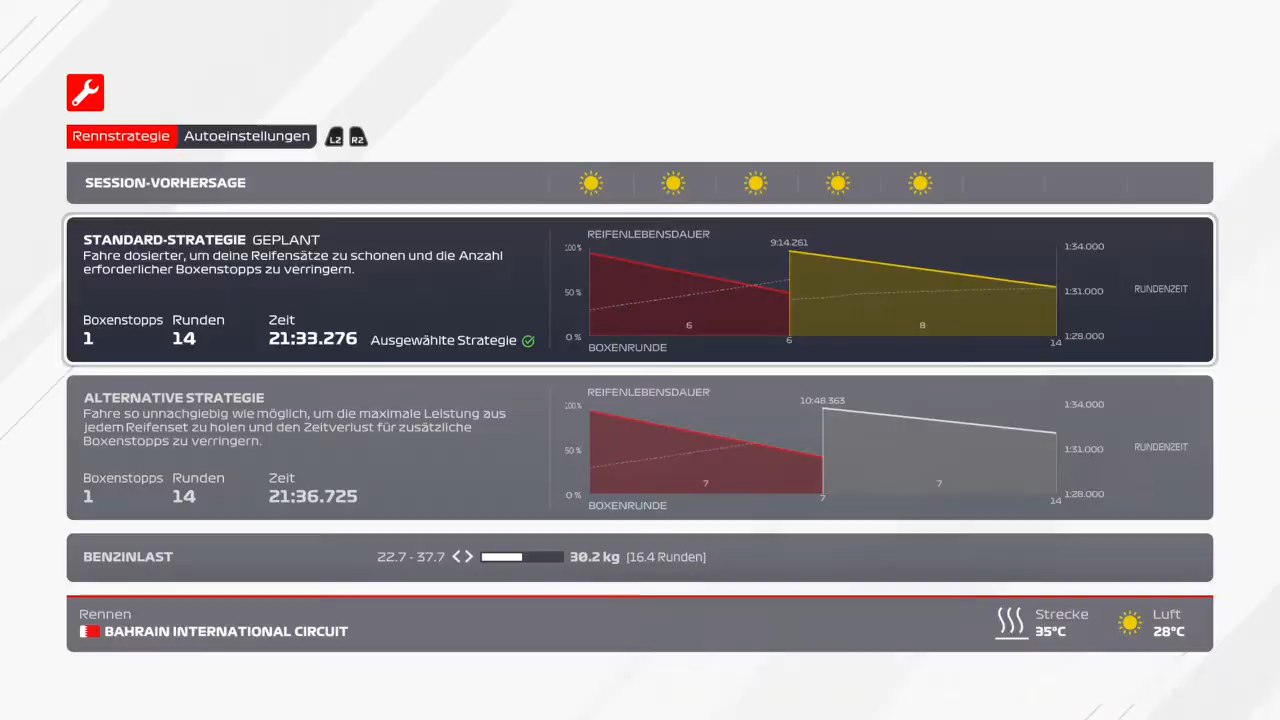 Rennstrategie Autoeinstellungen L2 R2
SESSION-VORHERSAGE
STANDARD-STRATEGIE GEPLANT
Fahre dosierter, um deine Reifensätze zu schonen und die Anzahl
erforderlicher Boxenstopps zu verringern.
Boxenstopps Runden Zeit
1 14 21:33.276 Ausgewählte Strategie
REIFENLEBENSDAUER
9:14.261
100 % 1:34.000
50 % 1:31.000 RUNDENZEIT
6 8
0 % 1:28.000
6 14
BOXENRUNDE
ALTERNATIVE STRATEGIE
Fahre so unnachgiebig wie möglich, um die maximale Leistung aus
jedem Reifenset zu holen und den Zeitverlust für zusätzliche
Boxenstopps zu verringern.
Boxenstopps Runden Zeit
1 14 21:36.725
REIFENLEBENSDAUER
10:48.363
100 % 1:34.000
50 % 1:31.000 RUNDENZEIT
7 7
0 % 1:28.000
7 14
BOXENRUNDE
BENZINLAST 22.7 - 37.7 30.2 kg (16.4 Runden)
Rennen
BAHRAIN INTERNATIONAL CIRCUIT
Strecke
35°C
Luft
28°C